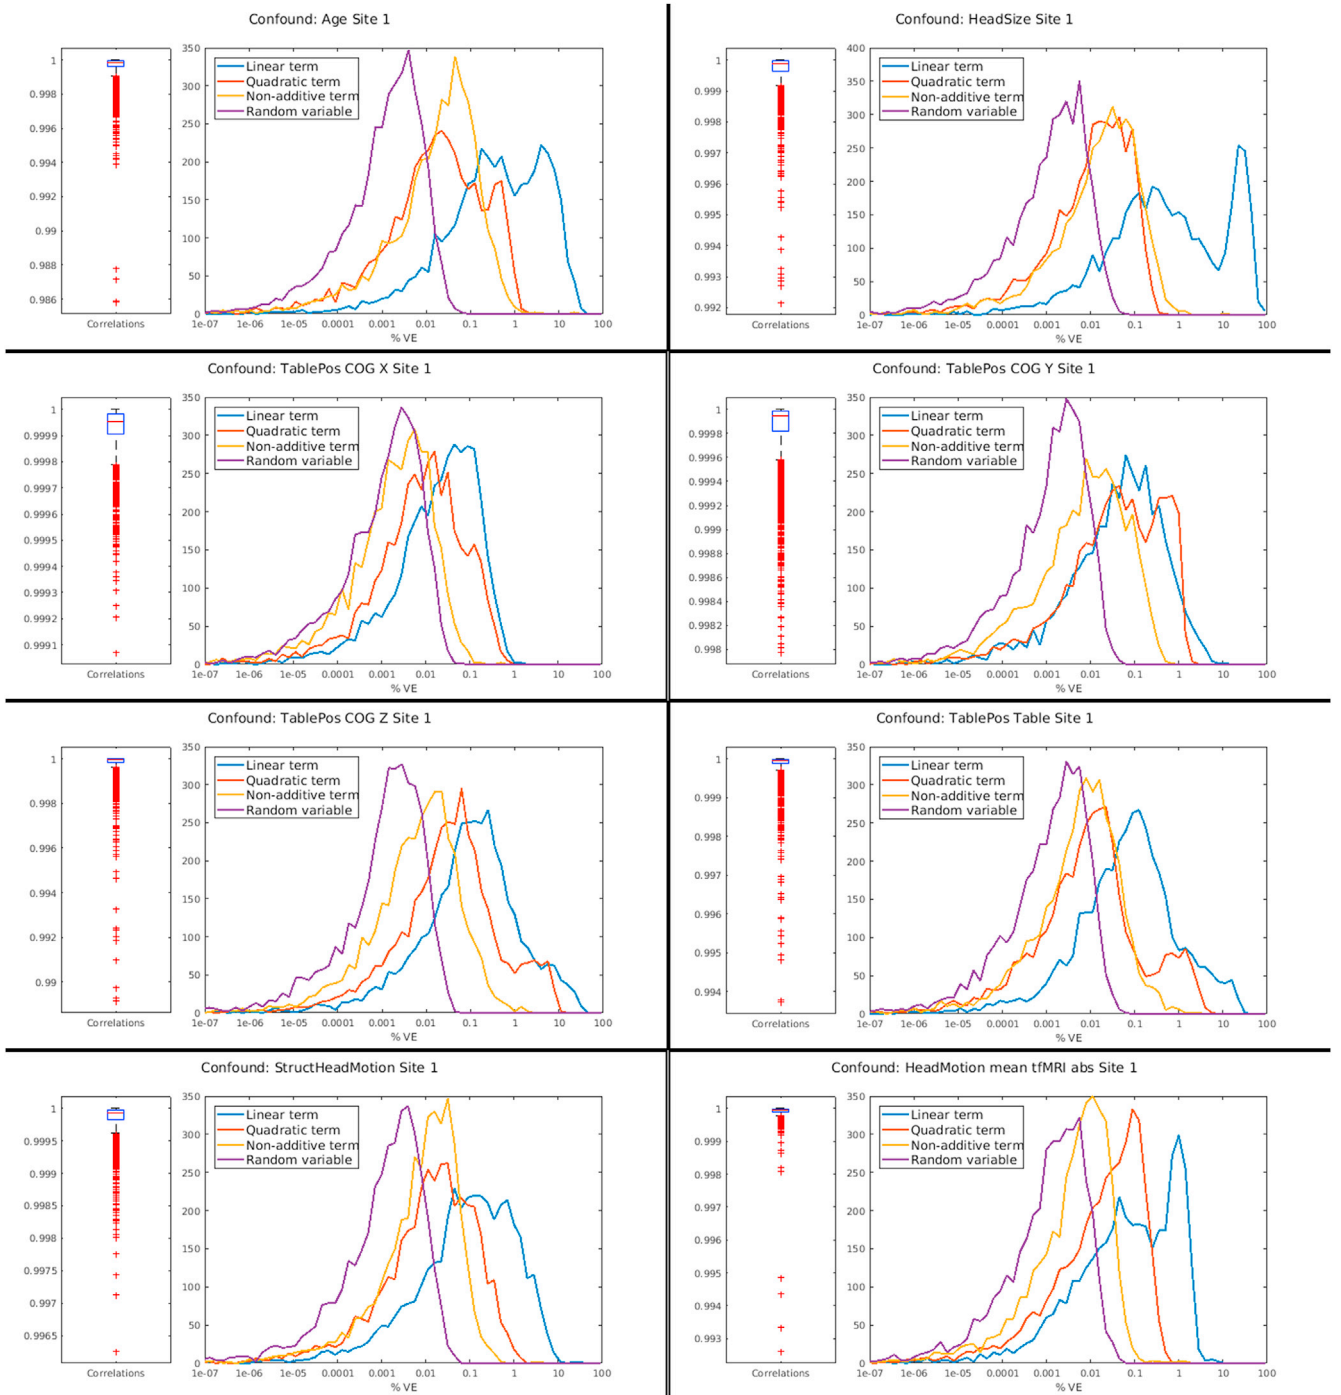 Confound: Age Site 1
1
0.998
0.996
0.994
0.992
0.99
0.988
0.986
Correlations
350
300
250
200
150
100
50
0
Linear term
Quadratic term
Non-additive term
Random variable
1e-07 1e-06 1e-05 0.0001 0.001 0.01 0.1 1 10 100
% VE
Confound: HeadSize Site 1
1
0.999
0.998
0.997
0.996
0.995
0.994
0.993
0.992
Correlations
400
350
300
250
200
150
100
50
0
Linear term
Quadratic term
Non-additive term
Random variable
1e-07 1e-06 1e-05 0.0001 0.001 0.01 0.1 1 10 100
% VE
Confound: TablePos COG X Site 1
1
0.9999
0.9998
0.9997
0.9996
0.9995
0.9994
0.9993
0.9992
0.9991
Correlations
350
300
250
200
150
100
50
0
Linear term
Quadratic term
Non-additive term
Random variable
1e-07 1e-06 1e-05 0.0001 0.001 0.01 0.1 1 10 100
% VE
Confound: TablePos COG Y Site 1
1
0.9998
0.9996
0.9994
0.9992
0.999
0.9988
0.9986
0.9984
0.9982
0.998
Correlations
350
300
250
200
150
100
50
0
Linear term
Quadratic term
Non-additive term
Random variable
1e-07 1e-06 1e-05 0.0001 0.001 0.01 0.1 1 10 100
% VE
Confound: TablePos COG Z Site 1
1
0.998
0.996
0.994
0.992
0.99
Correlations
350
300
250
200
150
100
50
0
Linear term
Quadratic term
Non-additive term
Random variable
1e-07 1e-06 1e-05 0.0001 0.001 0.01 0.1 1 10 100
% VE
Confound: TablePos Table Site 1
1
0.999
0.998
0.997
0.996
0.995
0.994
Correlations
350
300
250
200
150
100
50
0
Linear term
Quadratic term
Non-additive term
Random variable
1e-07 1e-06 1e-05 0.0001 0.001 0.01 0.1 1 10 100
% VE
Confound: StructHeadMotion Site 1
1
0.9995
0.999
0.9985
0.998
0.9975
0.997
0.9965
Correlations
350
300
250
200
150
100
50
0
Linear term
Quadratic term
Non-additive term
Random variable
1e-07 1e-06 1e-05 0.0001 0.001 0.01 0.1 1 10 100
% VE
Confound: HeadMotion mean tfMRI abs Site 1
1
0.999
0.998
0.997
0.996
0.995
0.994
0.993
Correlations
350
300
250
200
150
100
50
0
Linear term
Quadratic term
Non-additive term
Random variable
1e-07 1e-06 1e-05 0.0001 0.001 0.01 0.1 1 10 100
% VE